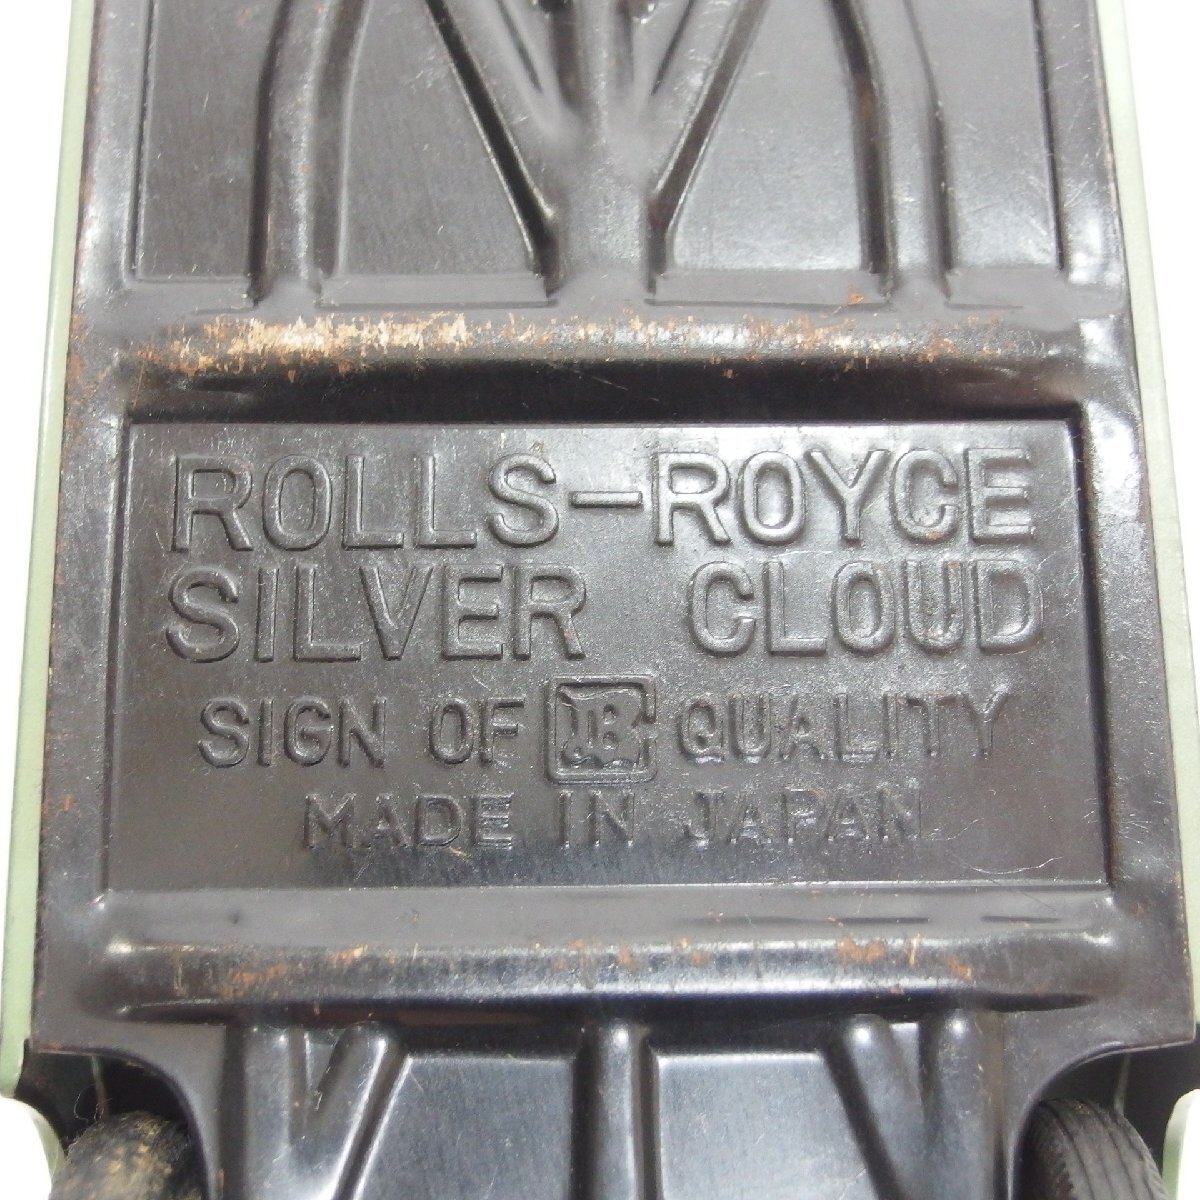 ROLLS-ROYCE
SILVER CLOUD
SIGN OF QUALITY
MADE IN JAPAN